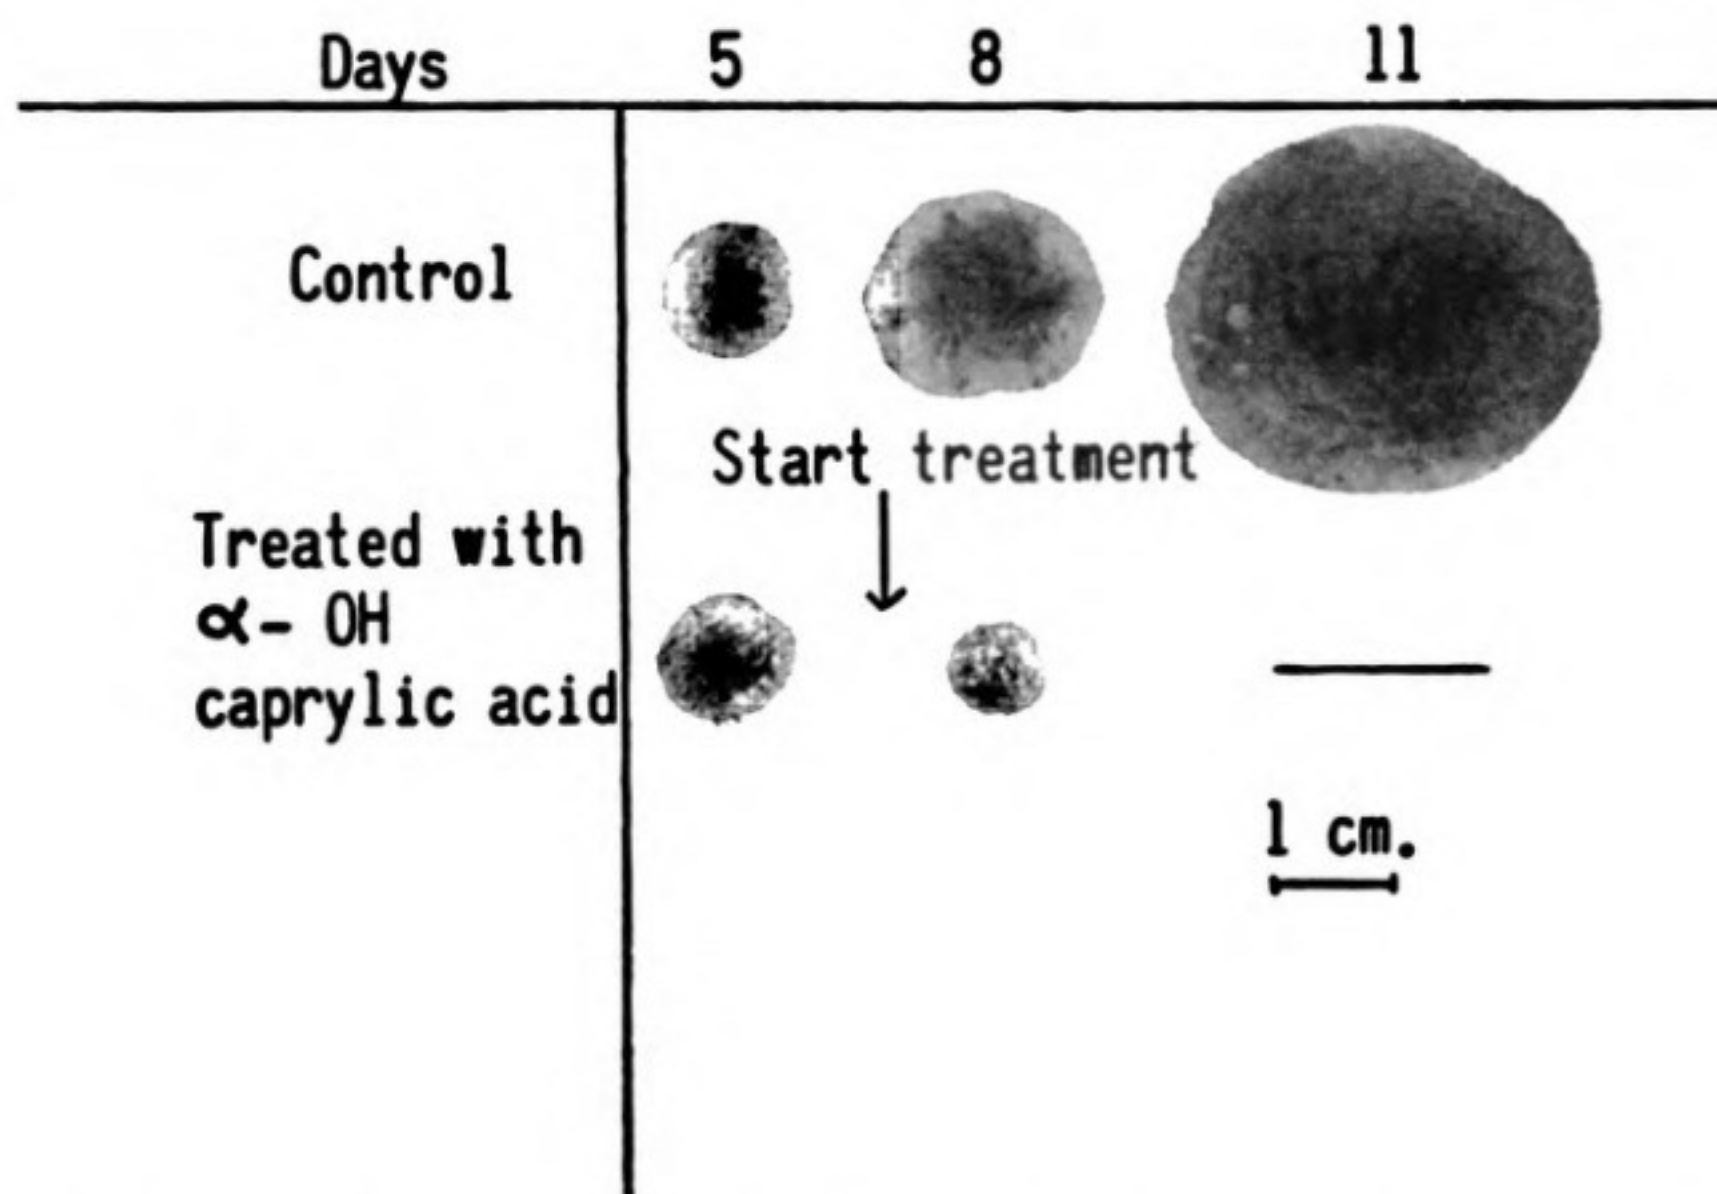 Days 5 8 11
Control
Start treatment
Treated with
α- OH
caprylic acid
1 cm.